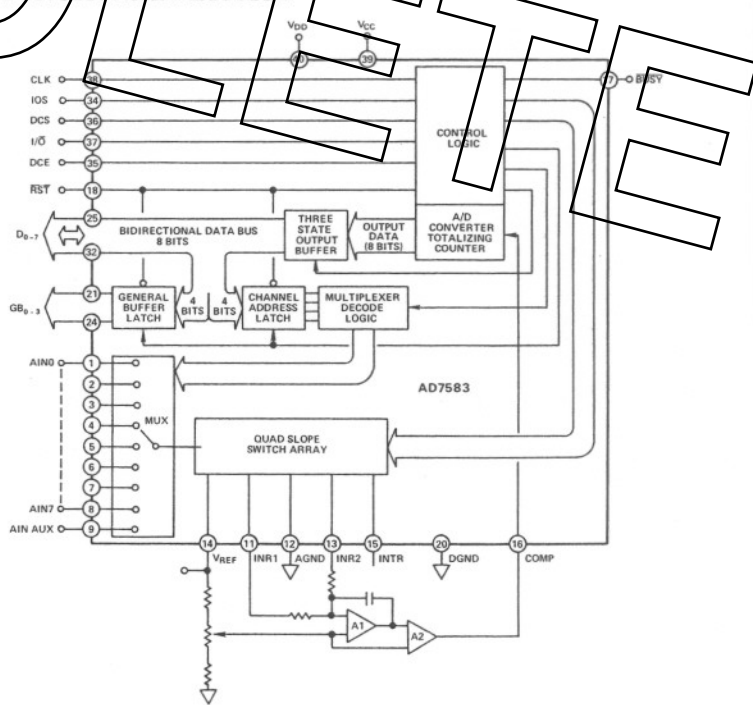 OLETE
VDD VCC
40 39
CLK 38 17 BUSY
IOS 34
DCS 36
I/O 37
DCE 35
RST 18
CONTROL
LOGIC
25
D0-7
32
BIDIRECTIONAL DATA BUS
8 BITS
THREE
STATE
OUTPUT
BUFFER
OUTPUT
DATA
(8 BITS)
A/D
CONVERTER
TOTALIZING
COUNTER
21
GB0-3
24
GENERAL
BUFFER
LATCH
4
BITS
4
BITS
CHANNEL
ADDRESS
LATCH
MULTIPLEXER
DECODE
LOGIC
AIN0 1
2
3
4
5
6
7
AIN7 8
AIN AUX 9
MUX
AD7583
QUAD SLOPE
SWITCH ARRAY
14 11 12 13 15 20 16
VREF INR1 AGND INR2 INTR DGND COMP
A1
A2